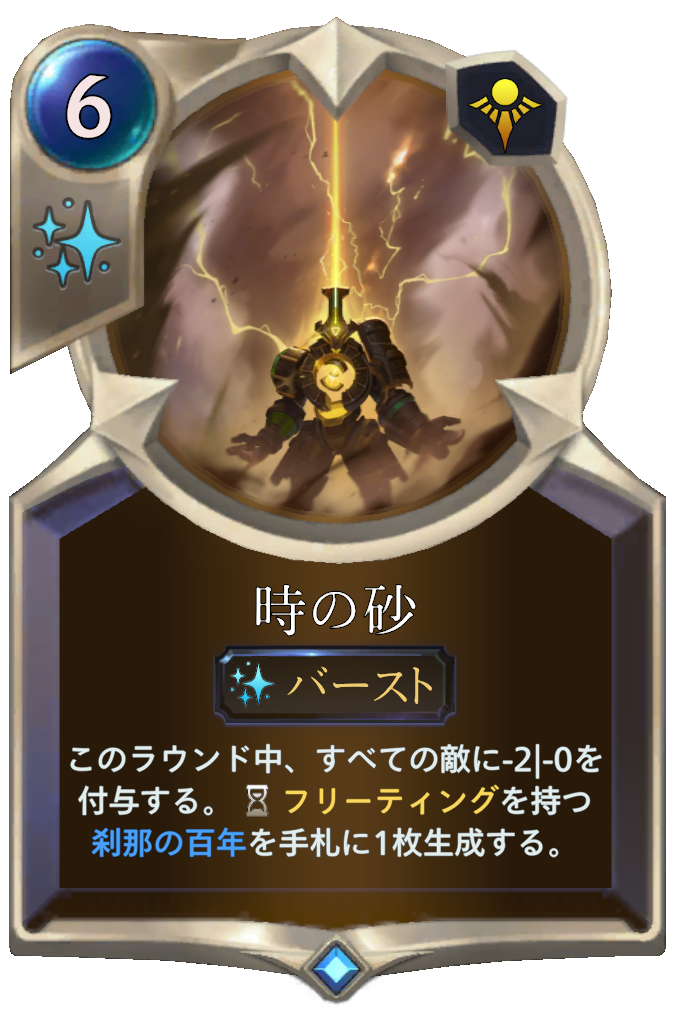 6
時の砂
バースト
このラウンド中、すべての敵に-2|-0を
付与する。 フリーティングを持つ
刹那の百年を手札に1枚生成する。